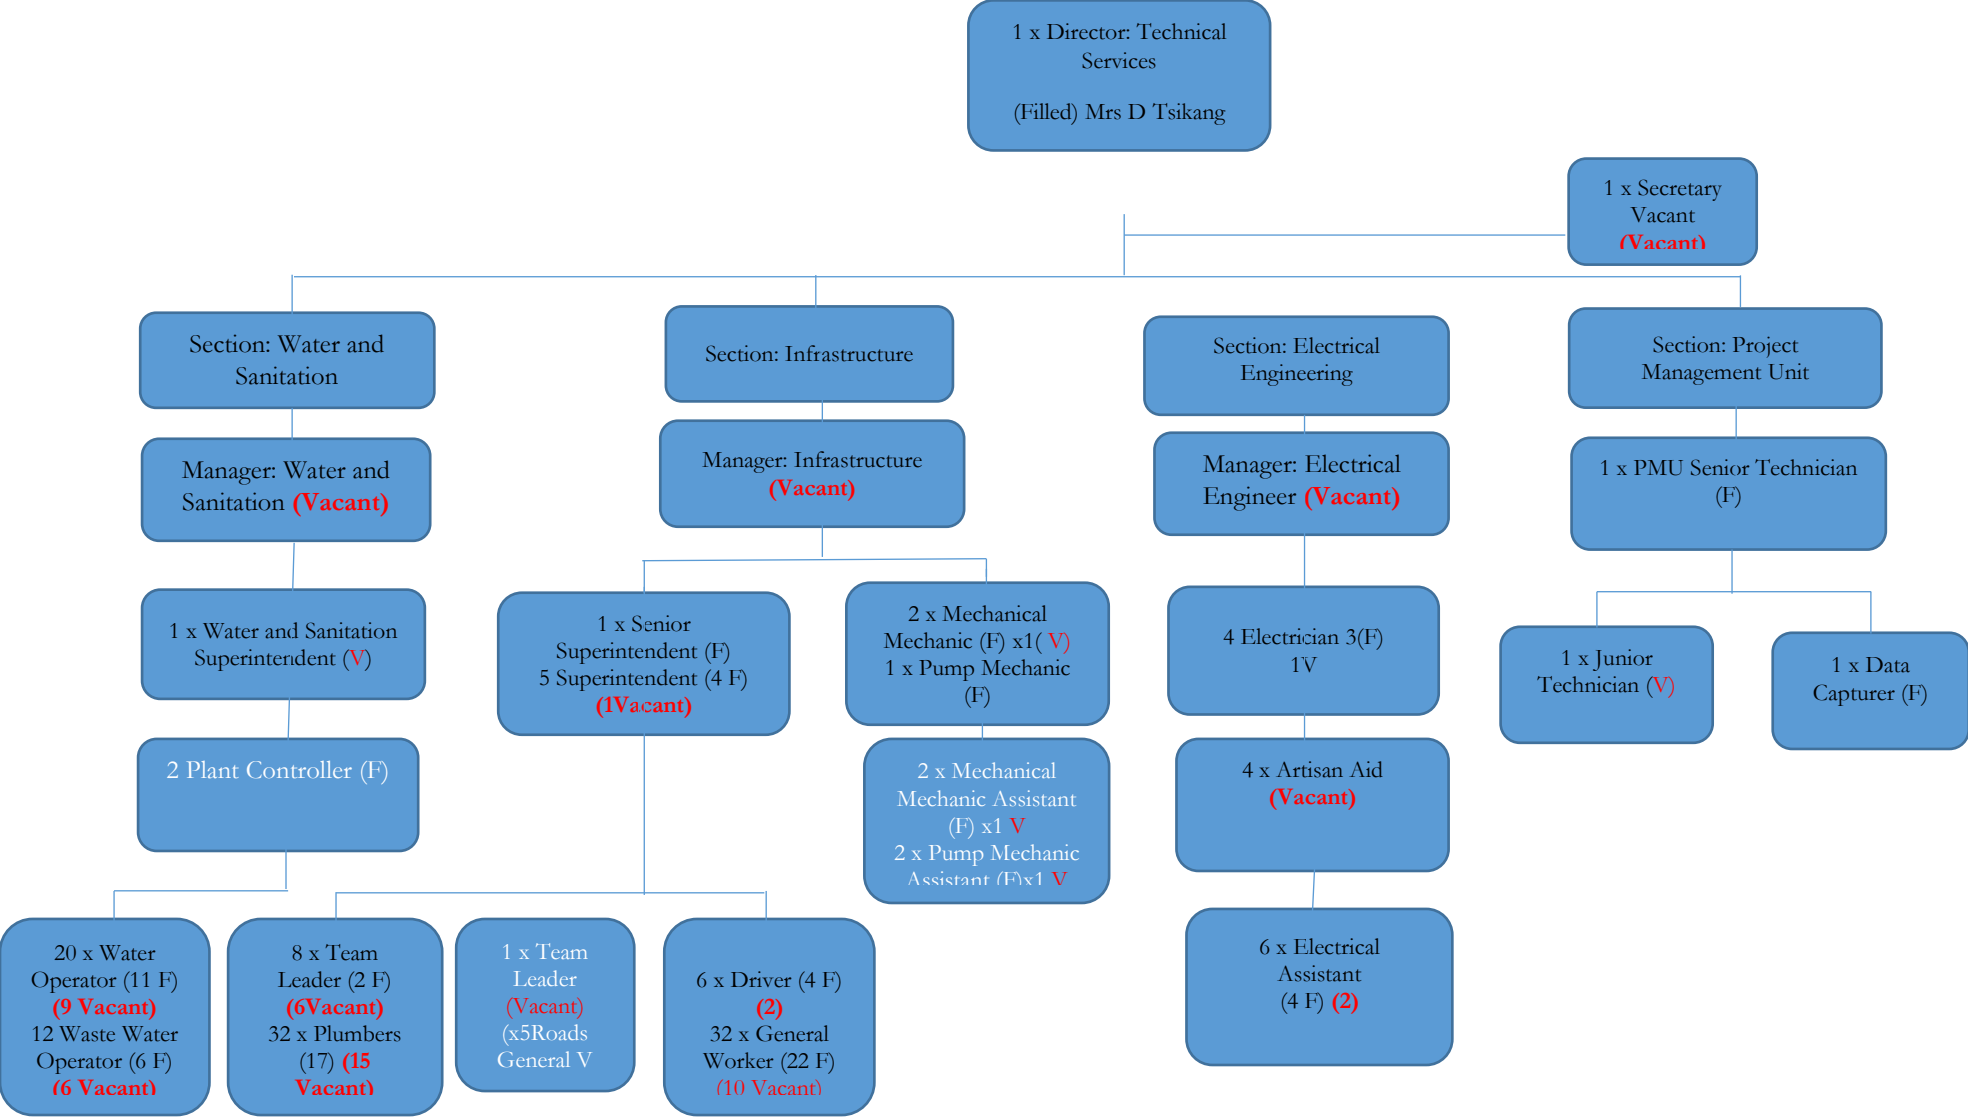 1 x Director: Technical
Services
(Filled) Mrs D Tsikang
1 x Secretary
Vacant
(Vacant)
Section: Water and
Sanitation
Section: Infrastructure
Section: Electrical
Engineering
Section: Project
Management Unit
Manager: Water and
Sanitation (Vacant)
Manager: Infrastructure
(Vacant)
Manager: Electrical
Engineer (Vacant)
1 x PMU Senior Technician
(F)
1 x Water and Sanitation
Superintendent (V)
1 x Senior
Superintendent (F)
5 Superintendent (4 F)
(1Vacant)
2 x Mechanical
Mechanic (F) x1( V)
1 x Pump Mechanic
(F)
4 Electrician 3(F)
1V
1 x Junior
Technician (V)
1 x Data
Capturer (F)
2 Plant Controller (F)
2 x Mechanical
Mechanic Assistant
(F) x1 V
2 x Pump Mechanic
Assistant (F)x1 V
4 x Artisan Aid
(Vacant)
20 x Water
Operator (11 F)
(9 Vacant)
12 Waste Water
Operator (6 F)
(6 Vacant)
8 x Team
Leader (2 F)
(6Vacant)
32 x Plumbers
(17) (15
Vacant)
1 x Team
Leader
(Vacant)
(x5Roads
General V
6 x Driver (4 F)
(2)
32 x General
Worker (22 F)
(10 Vacant)
6 x Electrical
Assistant
(4 F) (2)